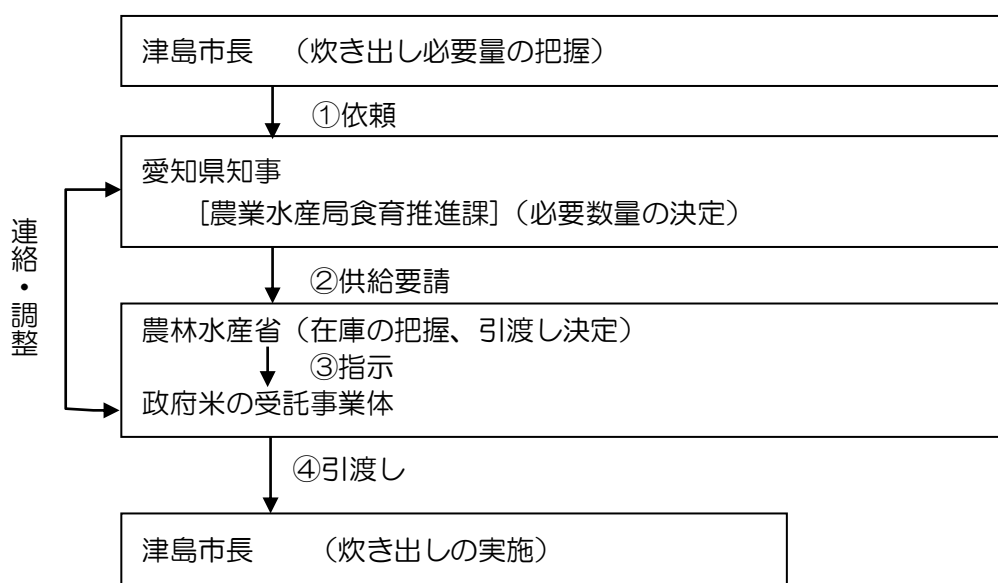 津島市長　（炊き出し必要量の把握）
①依頼
愛知県知事
[農業水産局食育推進課]（必要数量の決定）
連絡・調整
②供給要請
農林水産省（在庫の把握、引渡し決定）
③指示
政府米の受託事業体
④引渡し
津島市長　　（炊き出しの実施）